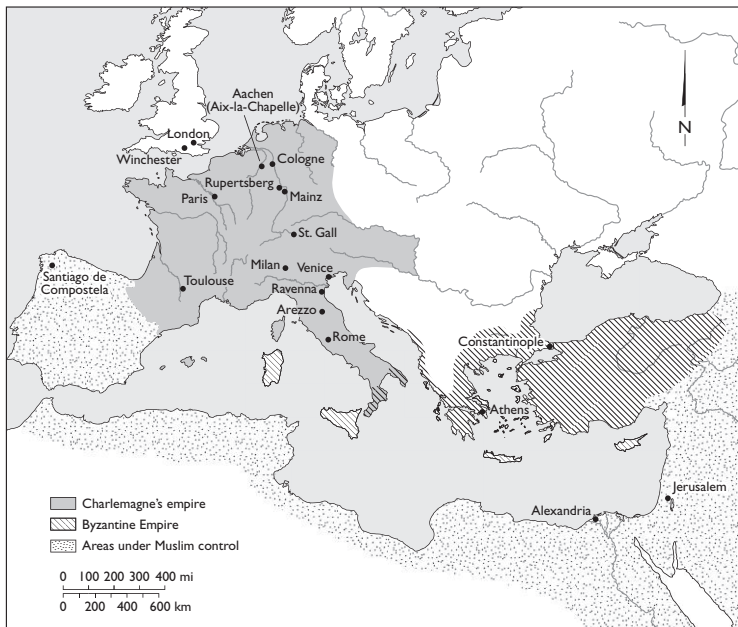 N
Aachen
(Aix-la-Chapelle)
London
Winchester
Cologne
Rupertsberg
Mainz
Paris
St. Gall
Milan
Venice
Santiago de
Compostela
Toulouse
Ravenna
Arezzo
Rome
Constantinople
Athens
Jerusalem
Alexandria
Charlemagne's empire
Byzantine Empire
Areas under Muslim control
0 100 200 300 400 mi
0 200 400 600 km